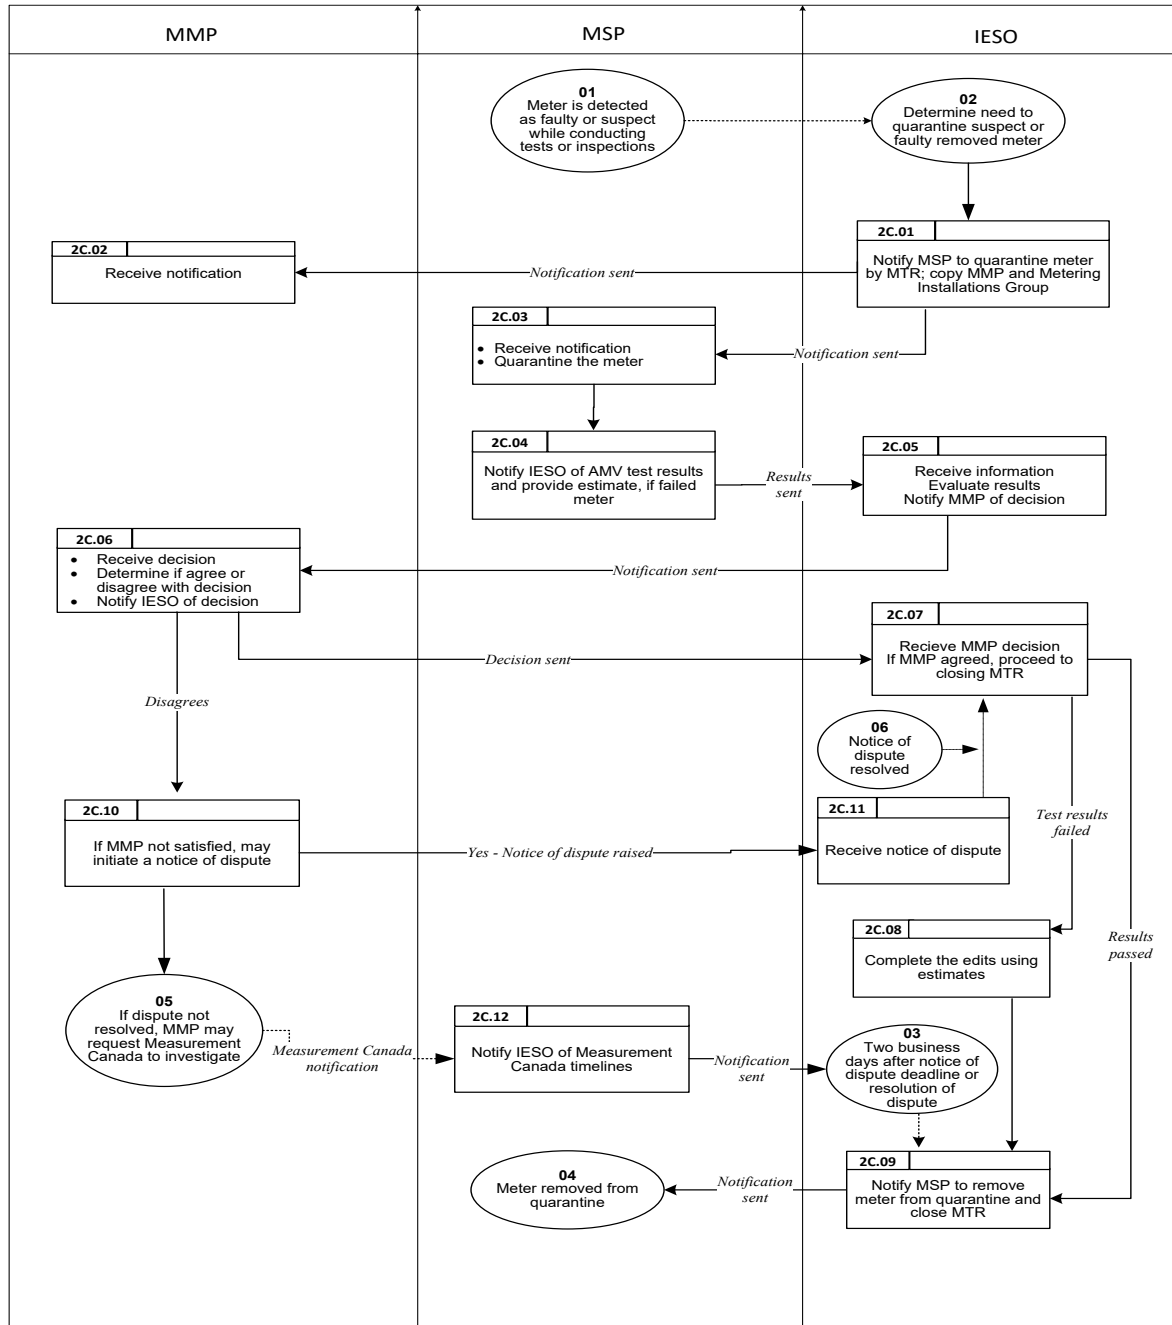 MMP
MSP
IESO
01
Meter is detected
as faulty or suspect
while conducting
tests or inspections
02
Determine need to
quarantine suspect or
faulty removed meter
2C.01
Notify MSP to quarantine meter
by MTR; copy MMP and Metering
Installations Group
Notification sent
2C.02
Receive notification
2C.03
• Receive notification
• Quarantine the meter
Notification sent
2C.04
Notify IESO of AMV test results
and provide estimate, if failed
meter
Results
sent
2C.05
Receive information
Evaluate results
Notify MMP of decision
Notification sent
2C.06
• Receive decision
• Determine if agree or
disagree with decision
• Notify IESO of decision
Decision sent
2C.07
Recieve MMP decision
If MMP agreed, proceed to
closing MTR
Disagrees
06
Notice of
dispute
resolved
2C.10
If MMP not satisfied, may
initiate a notice of dispute
Yes - Notice of dispute raised
2C.11
Receive notice of dispute
Test results
failed
2C.08
Complete the edits using
estimates
Results
passed
05
If dispute not
resolved, MMP may
request Measurement
Canada to investigate
Measurement Canada
notification
2C.12
Notify IESO of Measurement
Canada timelines
Notification
sent
03
Two business
days after notice of
dispute deadline or
resolution of
dispute
04
Meter removed from
quarantine
Notification
sent
2C.09
Notify MSP to remove
meter from quarantine and
close MTR